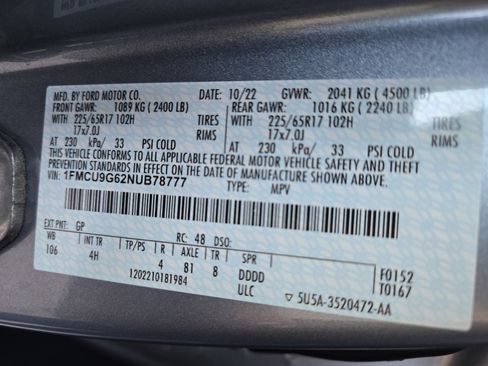 MFD. BY FORD MOTOR CO. DATE: 10/22 GVWR: 2041 KG ( 4500 LB)
FRONT GAWR: 1089 KG ( 2400 LB) REAR GAWR: 1016 KG ( 2240 LB)
WITH 225/65R17 102H TIRES WITH 225/65R17 102H TIRES
17x7.0J RIMS 17x7.0J RIMS
AT 230 kPa/ 33 PSI COLD AT 230 kPa/ 33 PSI COLD
THIS VEHICLE CONFORMS TO ALL APPLICABLE FEDERAL MOTOR VEHICLE SAFETY AND THEFT
PREVENTION STANDARDS IN EFFECT ON THE DATE OF MANUFACTURE SHOWN ABOVE.
VIN: 1FMCU9G62NUB78777
TYPE: MPV
EXT PNT: GP RC: 48 DSO:
WB INT TR TP/PS R AXLE TR SPR
106 4H 4 81 8 DDDD F0152
ULC T0167
1202210181984 5U5A-3520472-AA